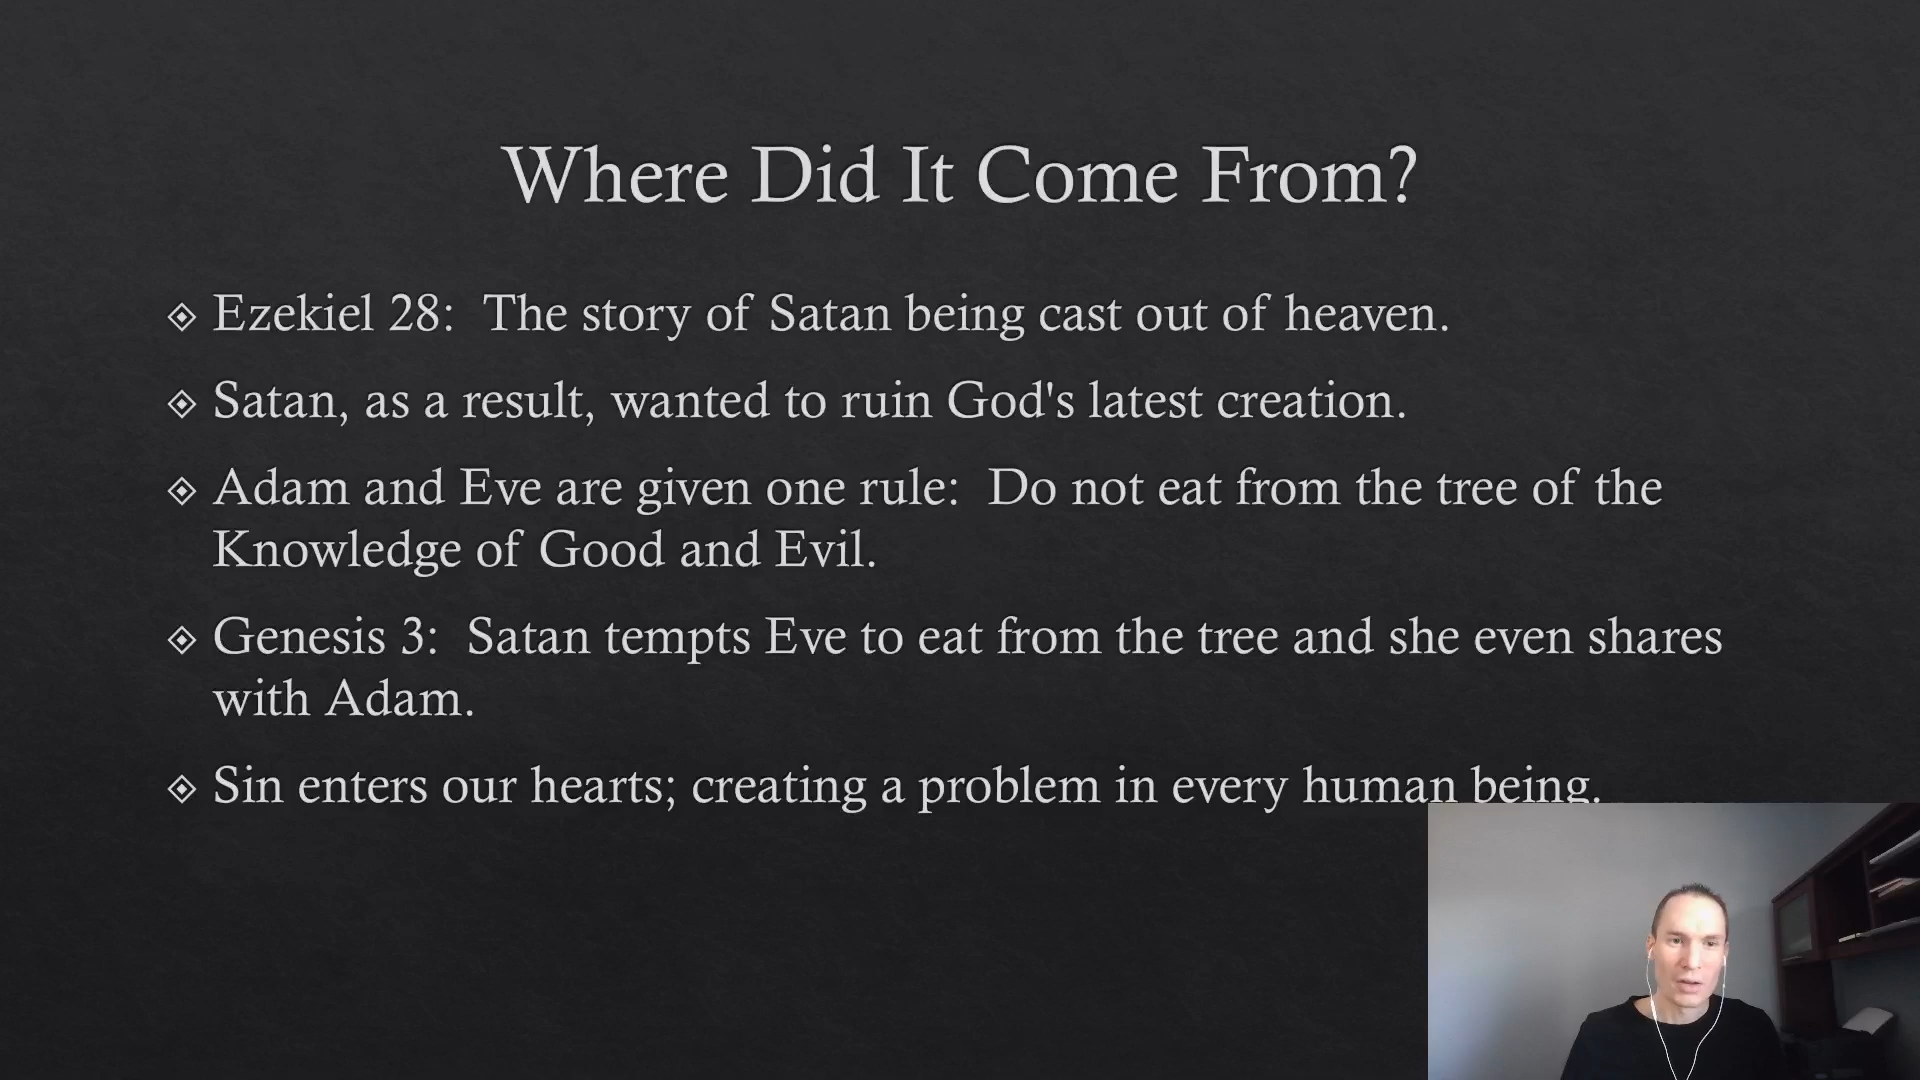 Where Did It Come From?
Ezekiel 28:  The story of Satan being cast out of heaven.
Satan, as a result, wanted to ruin God's latest creation.
Adam and Eve are given one rule:  Do not eat from the tree of the
Knowledge of Good and Evil.
Genesis 3:  Satan tempts Eve to eat from the tree and she even shares
with Adam.
Sin enters our hearts; creating a problem in every human being.